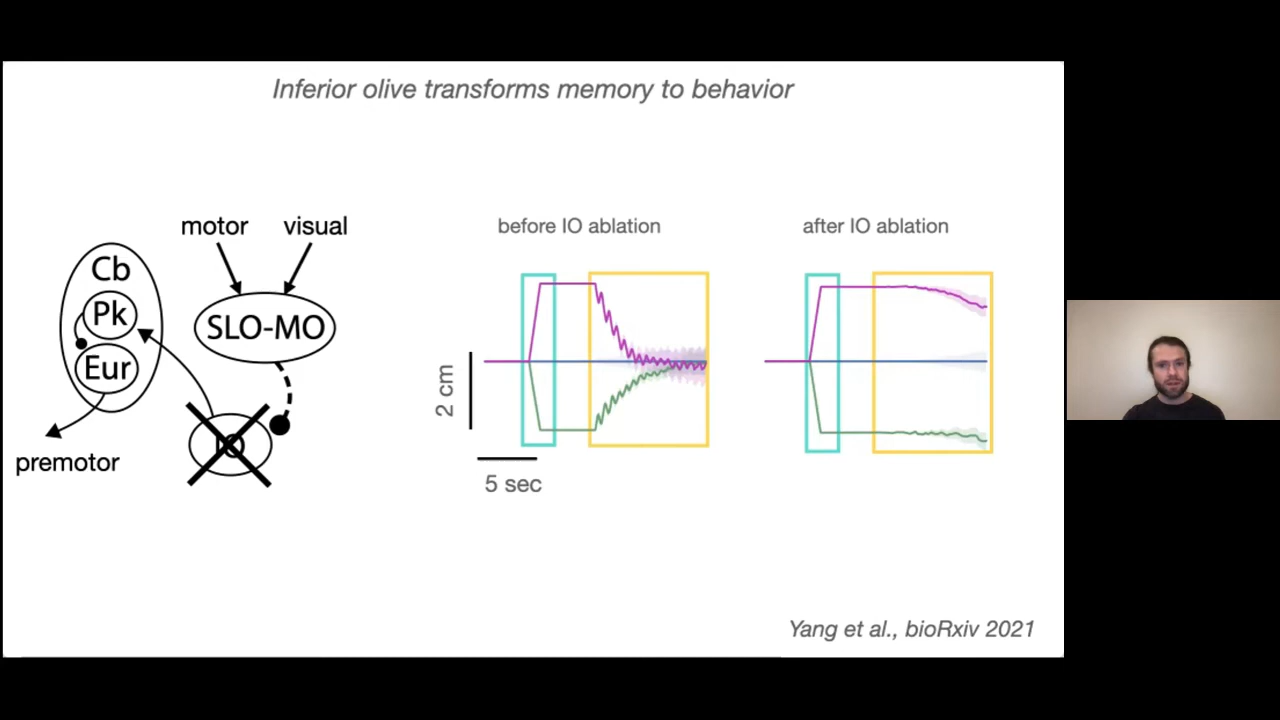 Inferior olive transforms memory to behavior
motor
visual
Cb
Pk
Eur
SLO-MO
IO
premotor
before IO ablation
after IO ablation
2 cm
5 sec
Yang et al., bioRxiv 2021